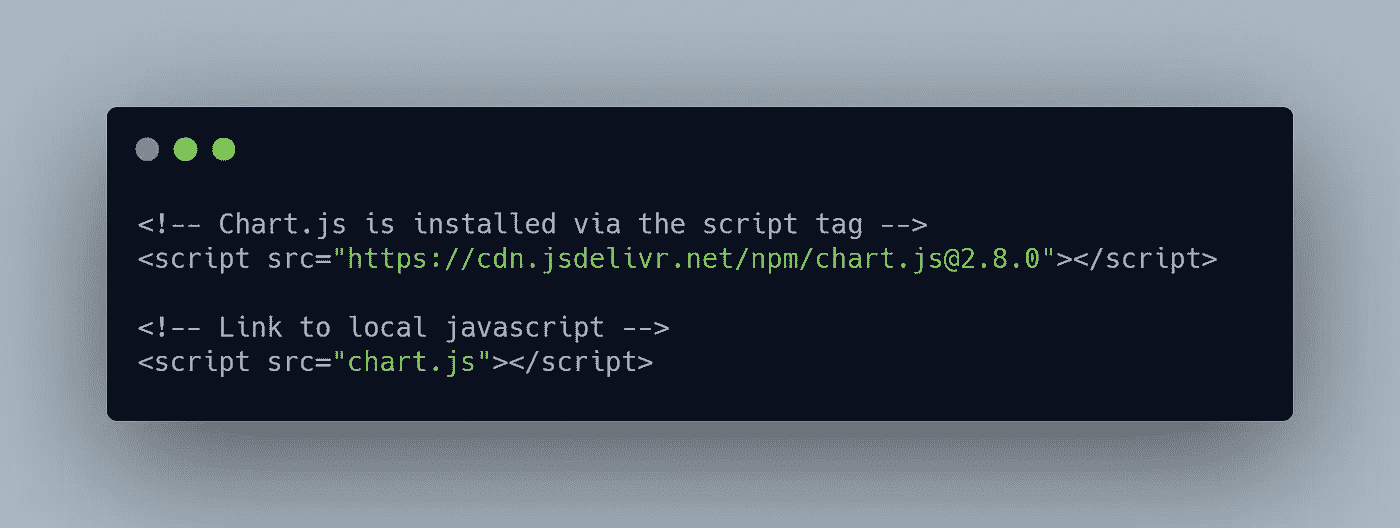 <!-- Chart.js is installed via the script tag -->
<script src="https://cdn.jsdelivr.net/npm/chart.js@2.8.0"></script>
<!-- Link to local javascript -->
<script src="chart.js"></script>